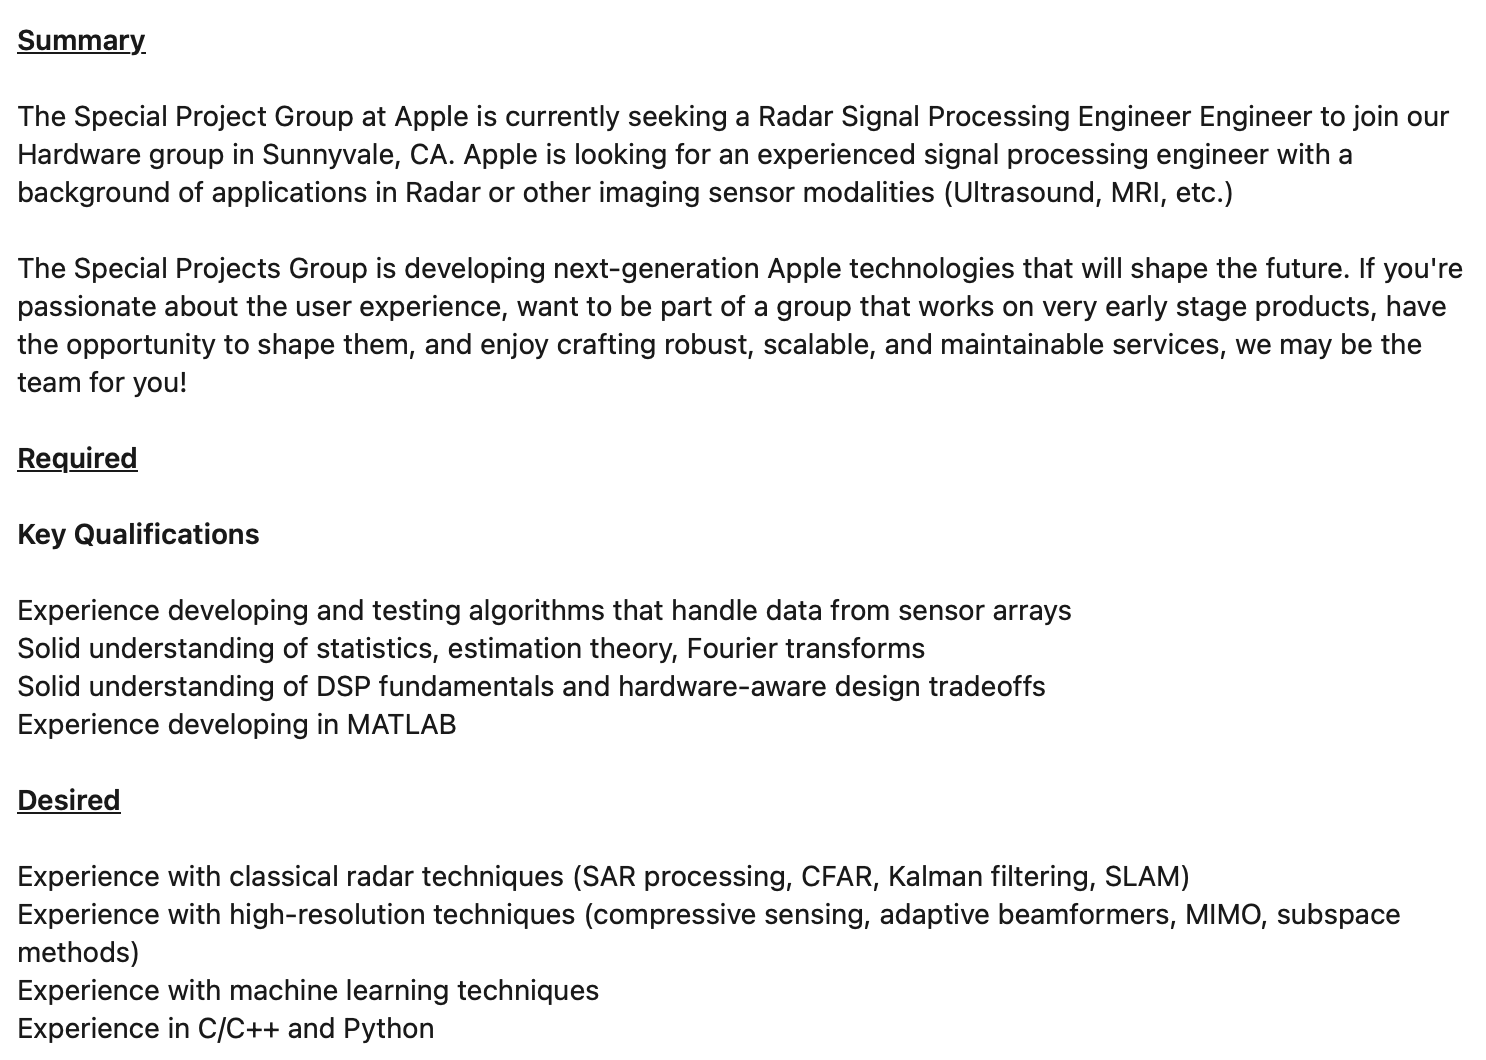 Summary
The Special Project Group at Apple is currently seeking a Radar Signal Processing Engineer Engineer to join our
Hardware group in Sunnyvale, CA. Apple is looking for an experienced signal processing engineer with a
background of applications in Radar or other imaging sensor modalities (Ultrasound, MRI, etc.)
The Special Projects Group is developing next-generation Apple technologies that will shape the future. If you're
passionate about the user experience, want to be part of a group that works on very early stage products, have
the opportunity to shape them, and enjoy crafting robust, scalable, and maintainable services, we may be the
team for you!
Required
Key Qualifications
Experience developing and testing algorithms that handle data from sensor arrays
Solid understanding of statistics, estimation theory, Fourier transforms
Solid understanding of DSP fundamentals and hardware-aware design tradeoffs
Experience developing in MATLAB
Desired
Experience with classical radar techniques (SAR processing, CFAR, Kalman filtering, SLAM)
Experience with high-resolution techniques (compressive sensing, adaptive beamformers, MIMO, subspace
methods)
Experience with machine learning techniques
Experience in C/C++ and Python